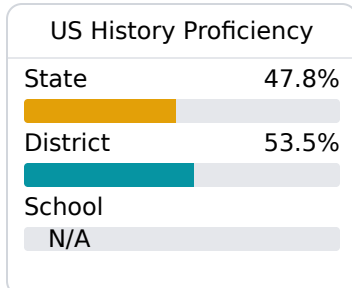 US History Proficiency
State 47.8%
District 53.5%
School
N/A